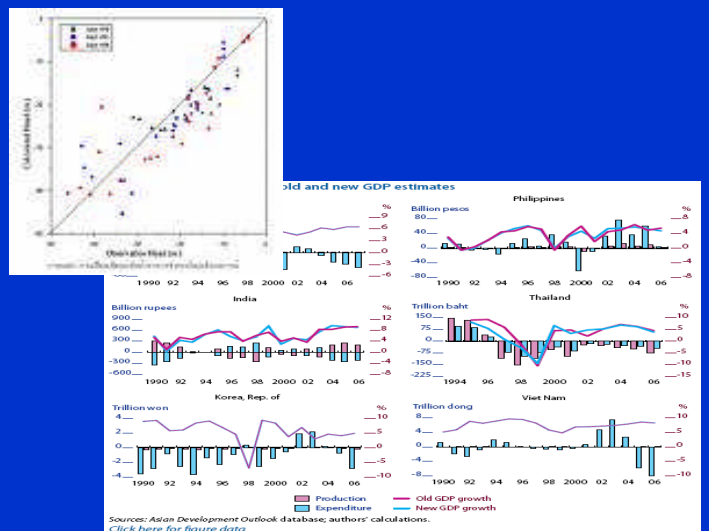 old and new GDP estimates
Philippines
Billion pesos
%
80
40
0
-40
-80
8
4
0
-4
-8
1990 92 94 96 98 2000 02 04 06
%
9
6
3
0
-3
-6
1990 92 94 96 98 2000 02 04 06
India
Billion rupees
%
900
600
300
0
-300
-600
12
8
4
0
-4
-8
1990 92 94 96 98 2000 02 04 06
Thailand
Trillion baht
%
150
75
0
-75
-150
-225
10
5
0
-5
-10
-15
1994 96 98 2000 02 04 06
Korea, Rep. of
Trillion won
%
4
2
0
-2
-4
10
5
0
-5
-10
1990 92 94 96 98 2000 02 04 06
Viet Nam
Trillion dong
%
8
4
0
-4
-8
10
5
0
-5
-10
1990 92 94 96 98 2000 02 04 06
Production
Expenditure
Old GDP growth
New GDP growth
Sources: Asian Development Outlook database; authors' calculations.
Click here for figure data